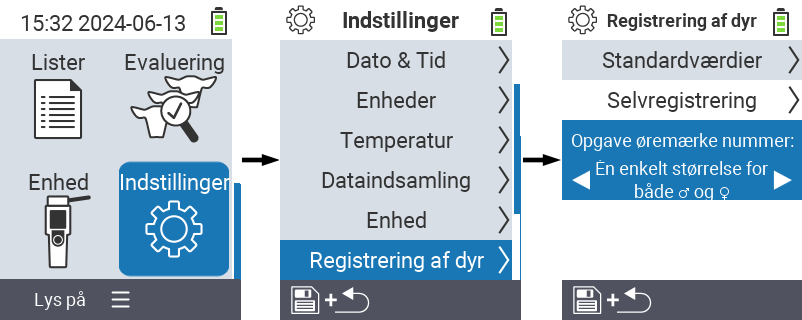 15:32 2024-06-13
Lister
Evaluering
Enhed
Indstillinger
Lys på
Indstillinger
Dato & Tid
Enheder
Temperatur
Dataindsamling
Enhed
Registrering af dyr
Registrering af dyr
Standardværdier
Selvregistrering
Opgave øremærke nummer:
Én enkelt størrelse for
både ♂ og ♀